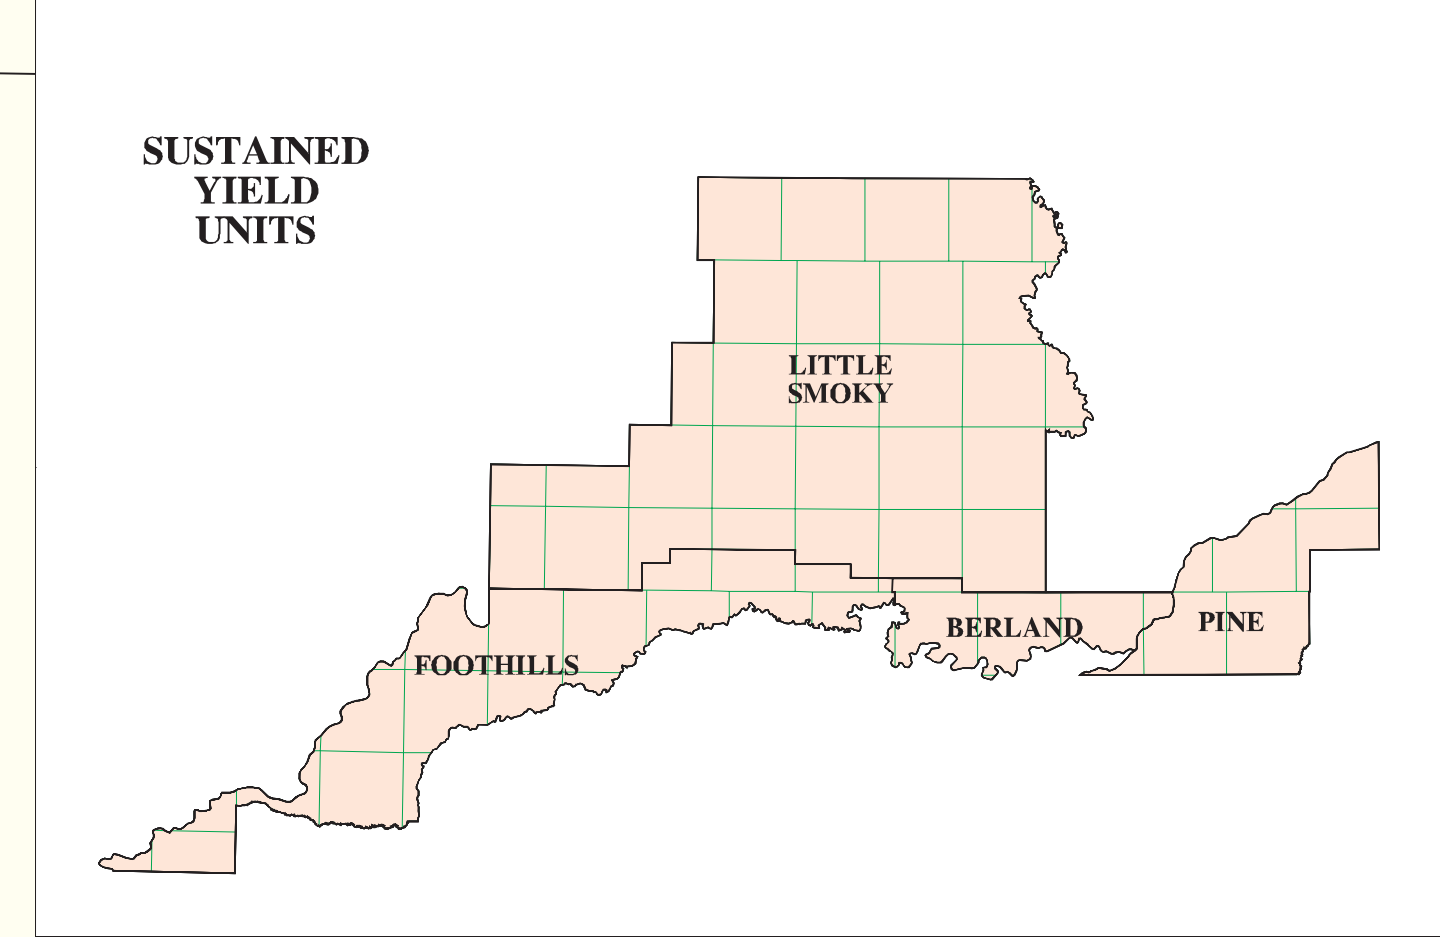 SUSTAINED
YIELD
UNITS
LITTLE
SMOKY
FOOTHILLS
BERLAND
PINE